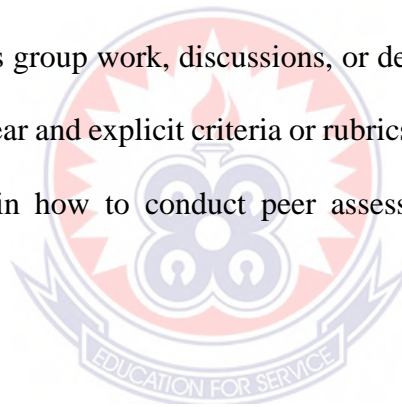 s group work, discussions, or de
ear and explicit criteria or rubrics
in how to conduct peer assess
EDUCATION FOR SERVICE